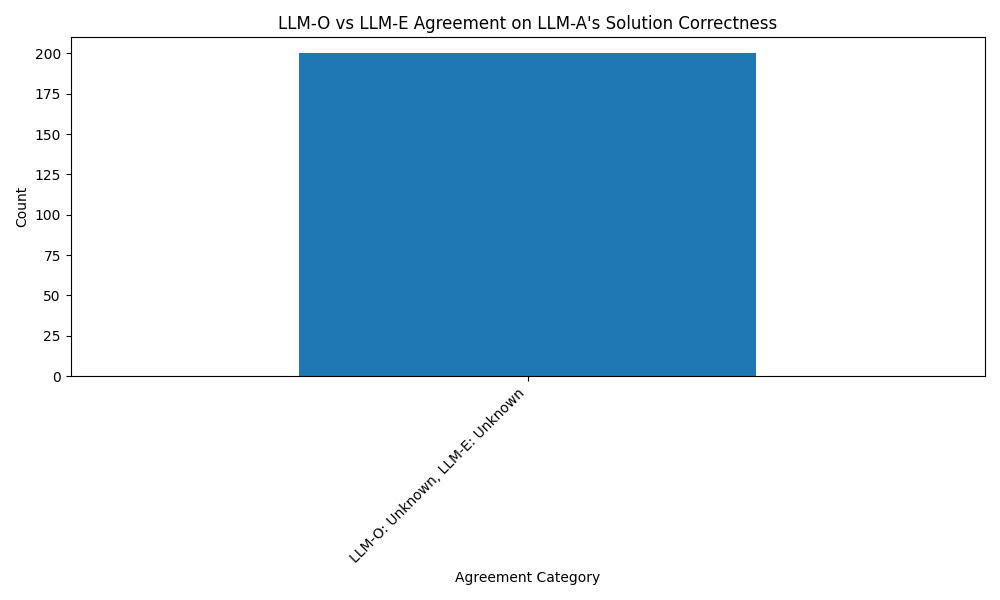 LLM-O vs LLM-E Agreement on LLM-A's Solution Correctness
200
175
150
125
100
75
50
25
0
Count
LLM-O: Unknown, LLM-E: Unknown
Agreement Category